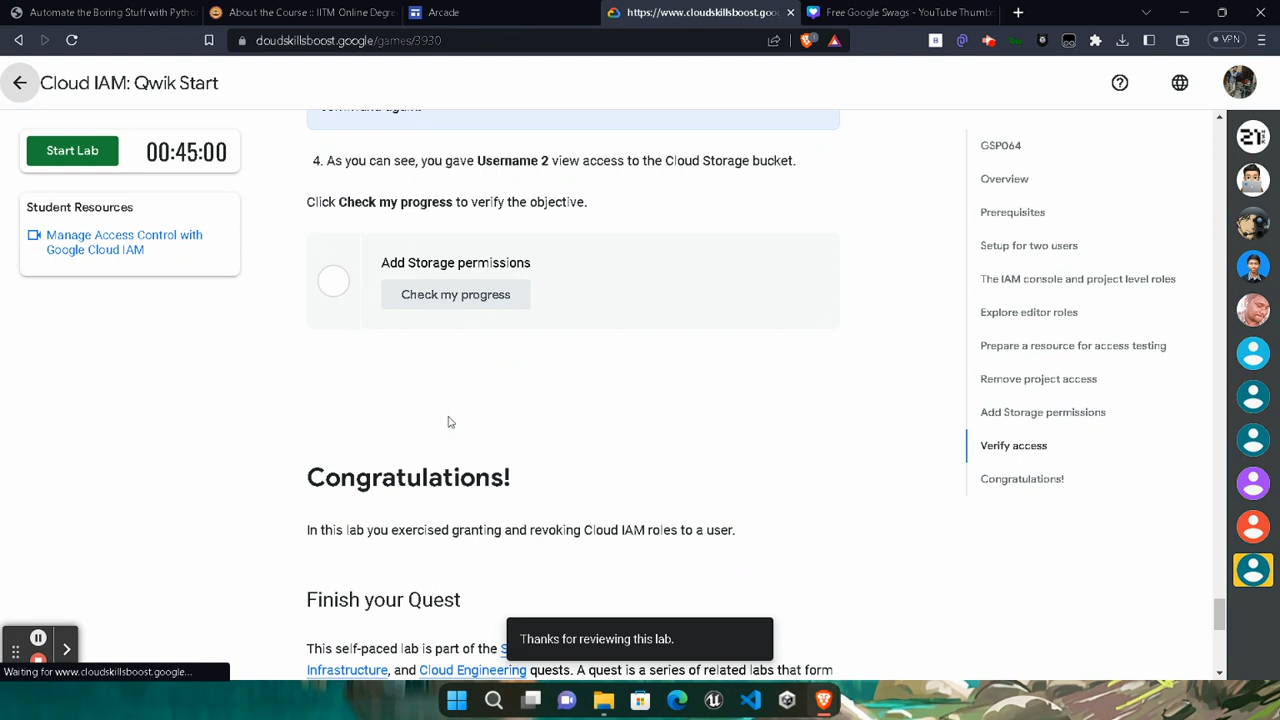 Automate the Boring Stuff with Pytho
About the Course :: IITM Online Degre
Arcade
https://www.cloudskillsboost.goo
Free Google Swags - YouTube Thumb
cloudskillsboost.google/games/3930
VPN
Cloud IAM: Qwik Start
Start Lab
00:45:00
Student Resources
Manage Access Control with
Google Cloud IAM
4. As you can see, you gave Username 2 view access to the Cloud Storage bucket.
Click Check my progress to verify the objective.
Add Storage permissions
Check my progress
Congratulations!
In this lab you exercised granting and revoking Cloud IAM roles to a user.
Finish your Quest
This self-paced lab is part of the S
Infrastructure, and Cloud Engineering quests. A quest is a series of related labs that form
Thanks for reviewing this lab.
GSP064
Overview
Prerequisites
Setup for two users
The IAM console and project level roles
Explore editor roles
Prepare a resource for access testing
Remove project access
Add Storage permissions
Verify access
Congratulations!
Waiting for www.cloudskillsboost.google...